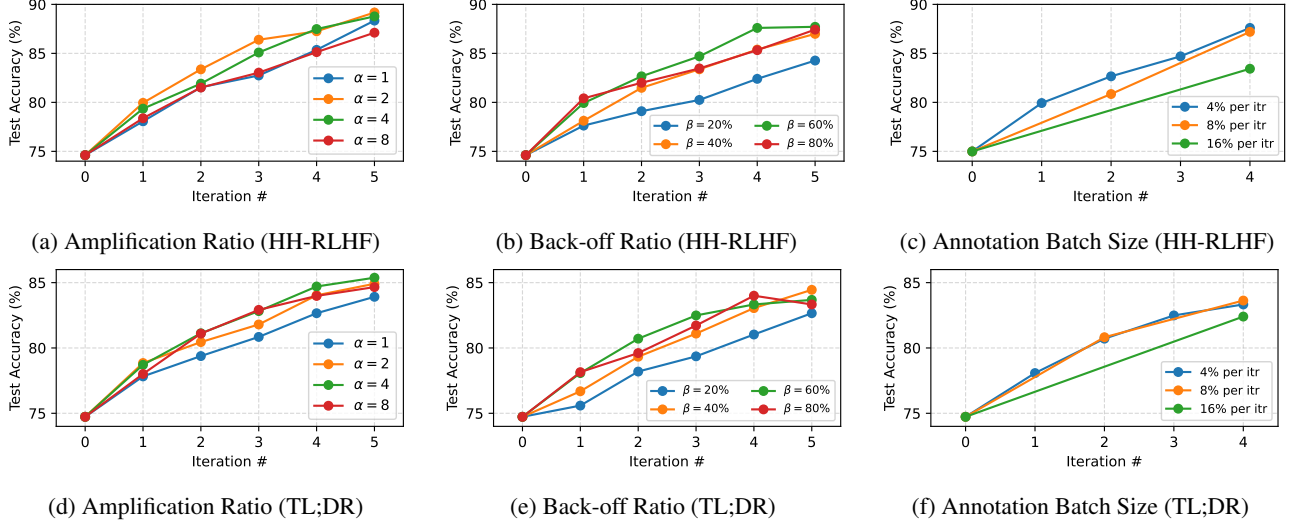 90
85
80
75
Test Accuracy (%)
α = 1
α = 2
α = 4
α = 8
0 1 2 3 4 5
Iteration #
(a) Amplification Ratio (HH-RLHF)
90
85
80
75
Test Accuracy (%)
β = 20% β = 60%
β = 40% β = 80%
0 1 2 3 4 5
Iteration #
(b) Back-off Ratio (HH-RLHF)
90
85
80
75
Test Accuracy (%)
4% per itr
8% per itr
16% per itr
0 1 2 3 4
Iteration #
(c) Annotation Batch Size (HH-RLHF)
85
80
75
Test Accuracy (%)
α = 1
α = 2
α = 4
α = 8
0 1 2 3 4 5
Iteration #
(d) Amplification Ratio (TL;DR)
85
80
75
Test Accuracy (%)
β = 20% β = 60%
β = 40% β = 80%
0 1 2 3 4 5
Iteration #
(e) Back-off Ratio (TL;DR)
85
80
75
Test Accuracy (%)
4% per itr
8% per itr
16% per itr
0 1 2 3 4
Iteration #
(f) Annotation Batch Size (TL;DR)